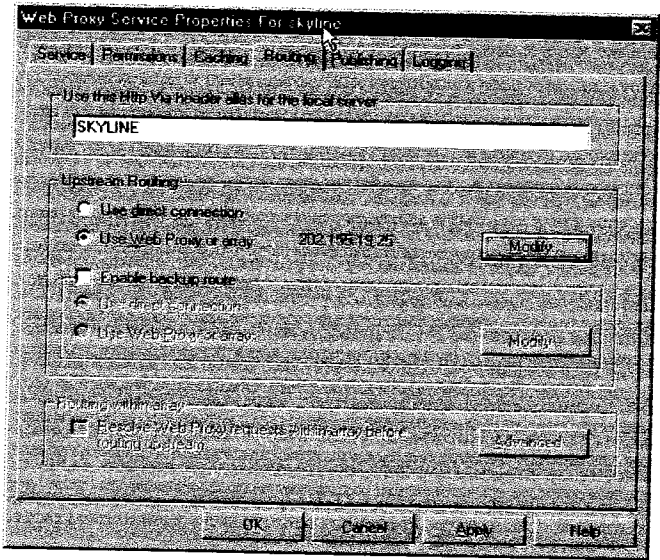 Web Proxy Service Properties For skyline
Service Permissions Caching Routing Publishing Logging
Use this Http Via header alias for the local server
SKYLINE
Upstream Routing
Use direct connection
Use Web Proxy or array 202.155.19.25 Modify...
Enable backup route
Use direct connection
Use Web Proxy or array Modify...
Routing within array
Resolve Web Proxy requests within array before
routing upstream. Advanced...
OK Cancel Apply Help